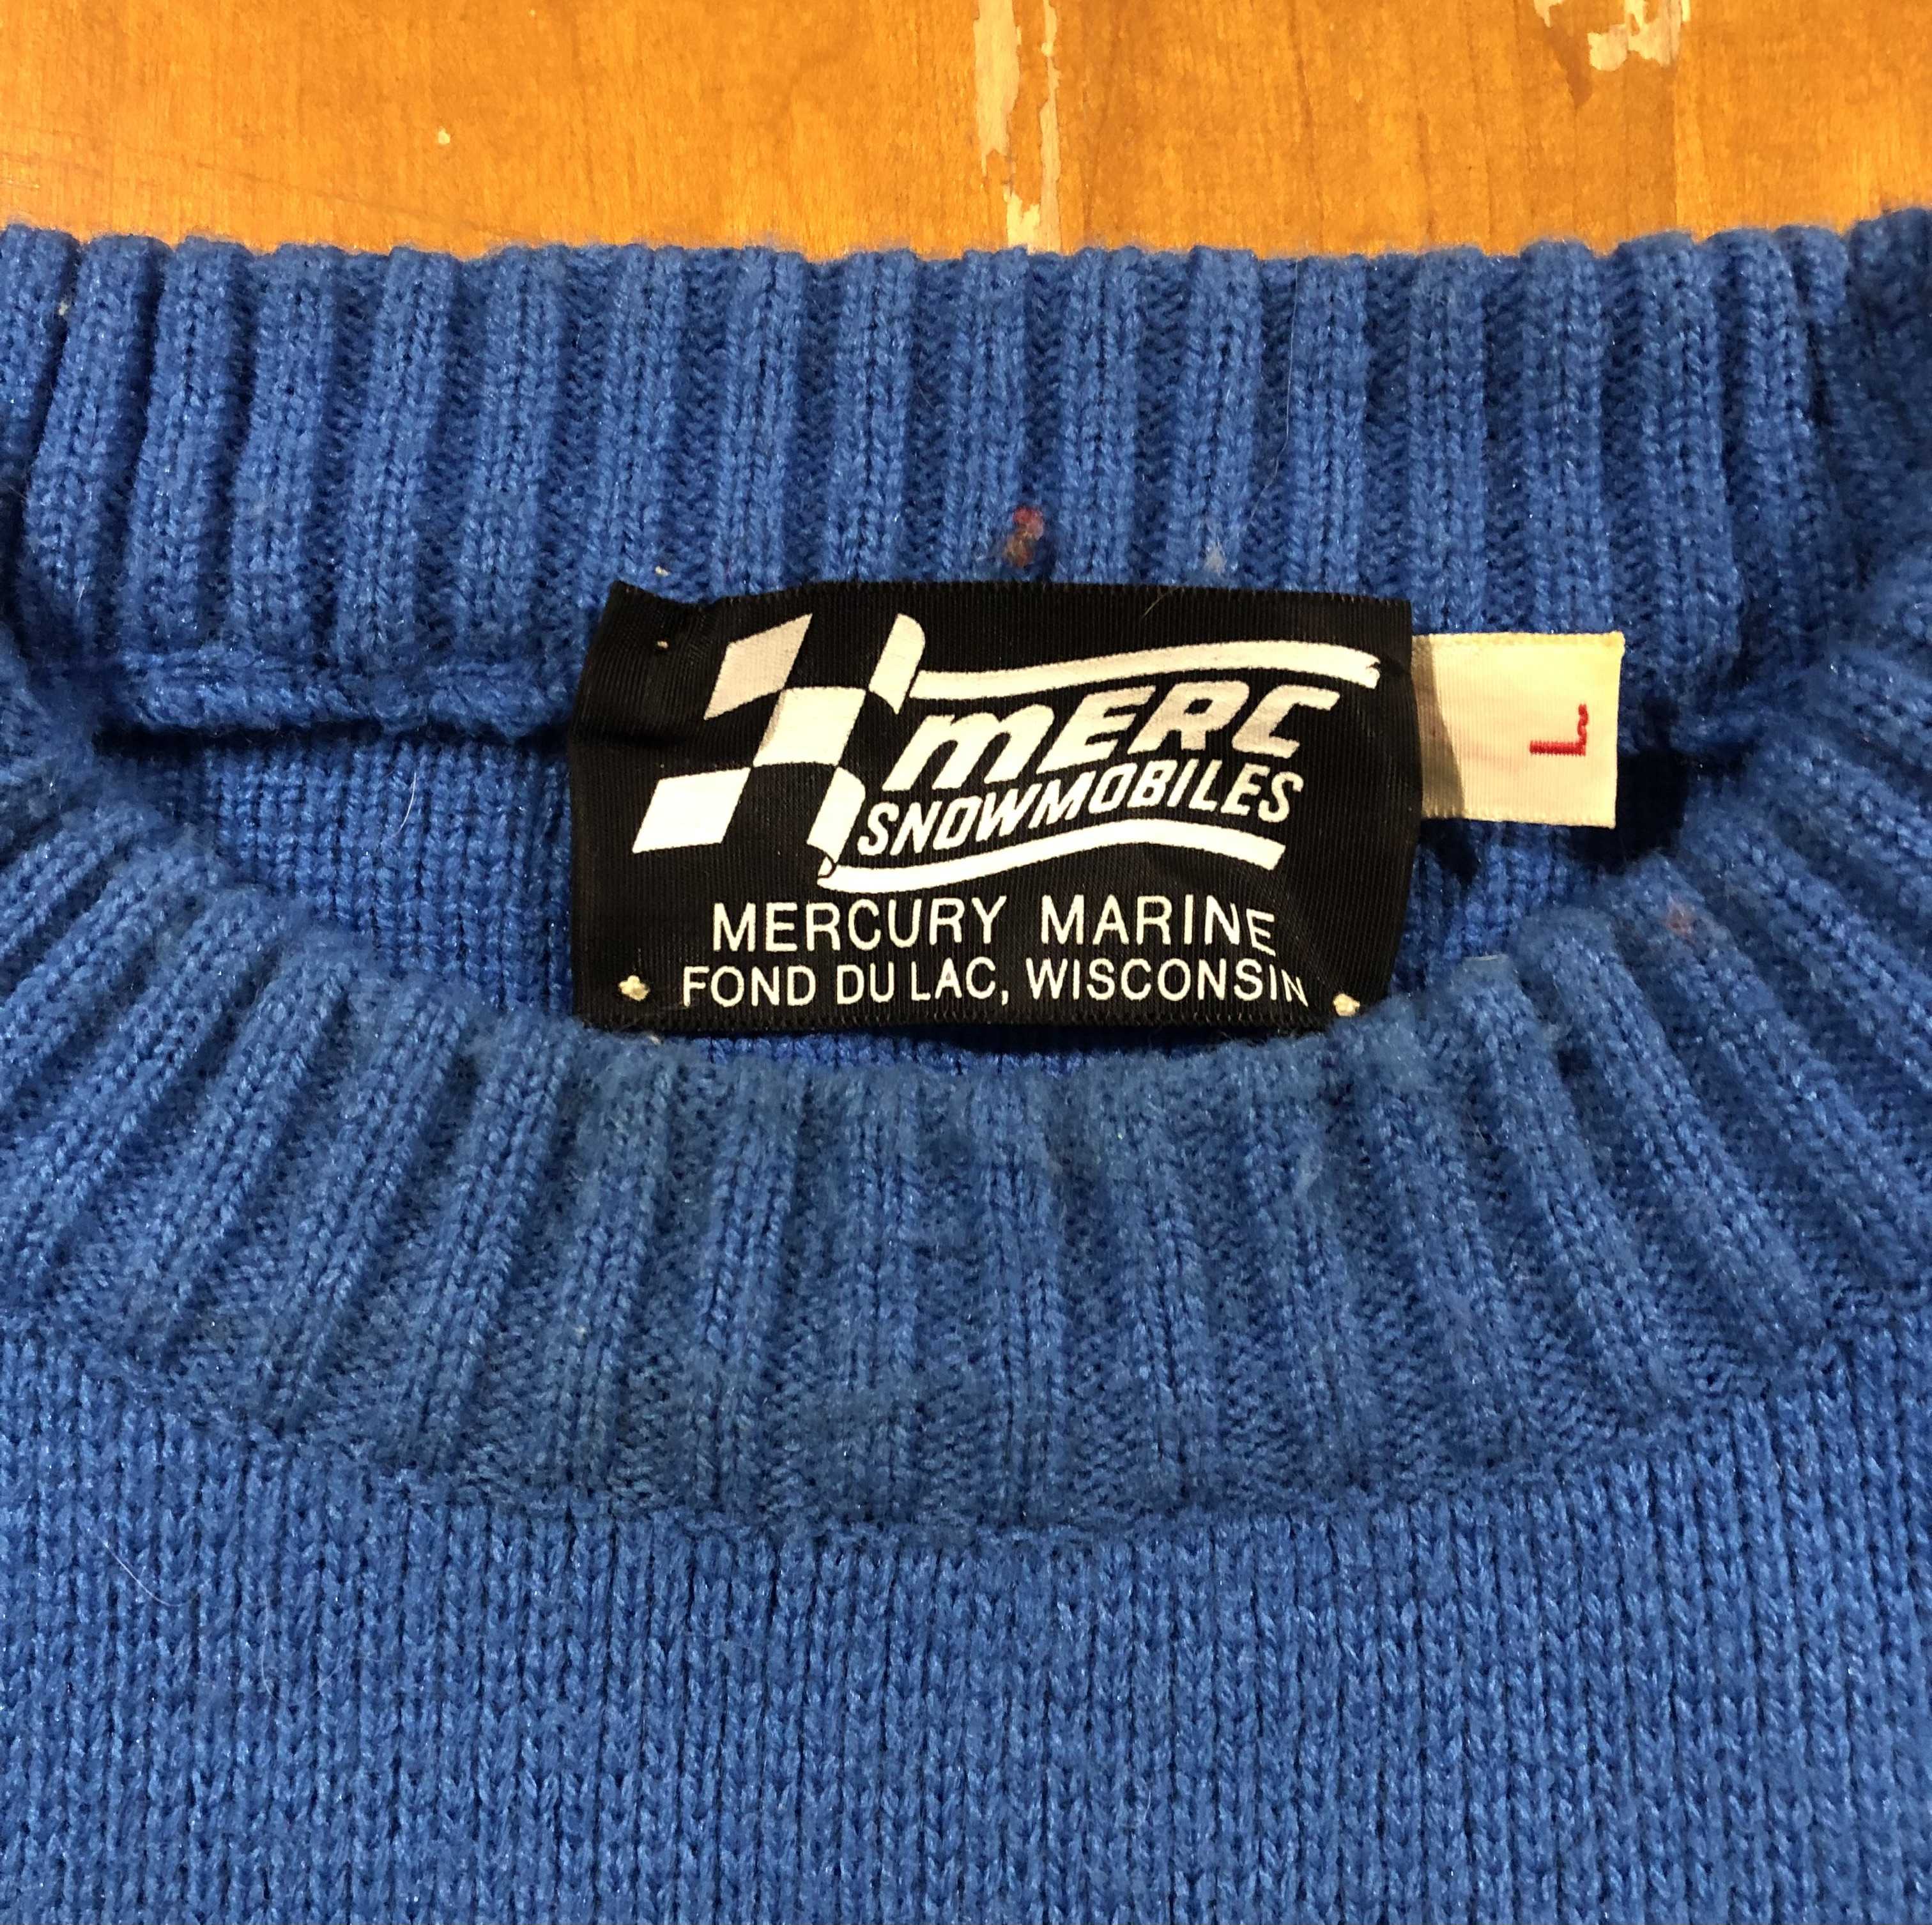 MERC
SNOWMOBILES
MERCURY MARINE
FOND DU LAC, WISCONSIN
L